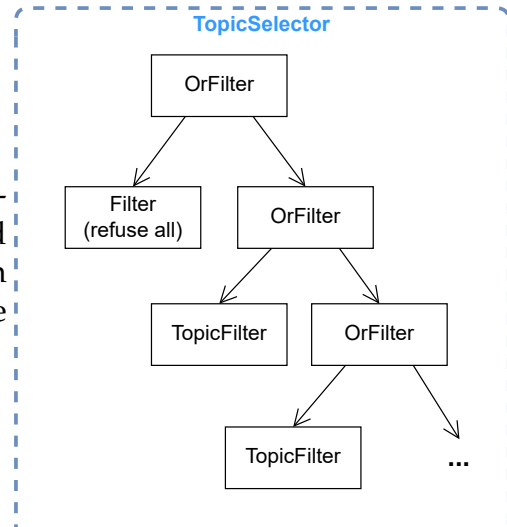 TopicSelector
OrFilter
Filter
(refuse all)
OrFilter
TopicFilter
OrFilter
TopicFilter
...